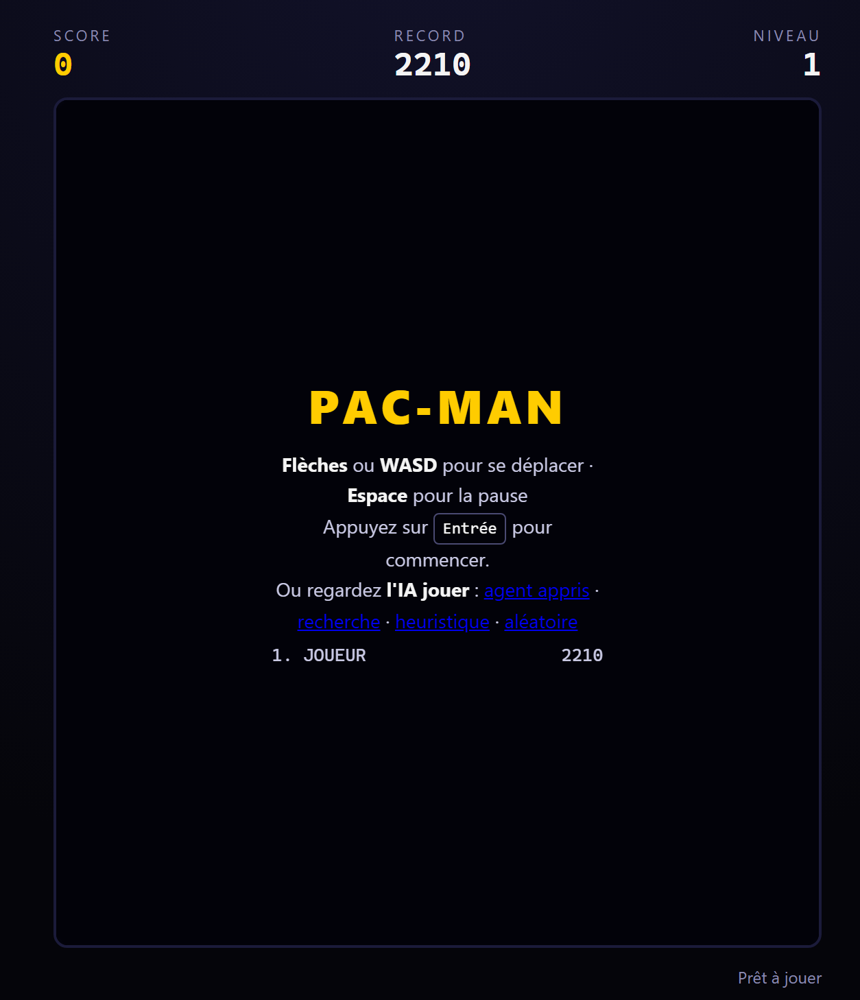 SCORE
RECORD
NIVEAU
0
2210
1
PAC-MAN
Flèches ou WASD pour se déplacer ·
Espace pour la pause
Appuyez sur Entrée pour
commencer.
Ou regardez l'IA jouer : agent appris ·
recherche · heuristique · aléatoire
1. JOUEUR 2210
Prêt à jouer